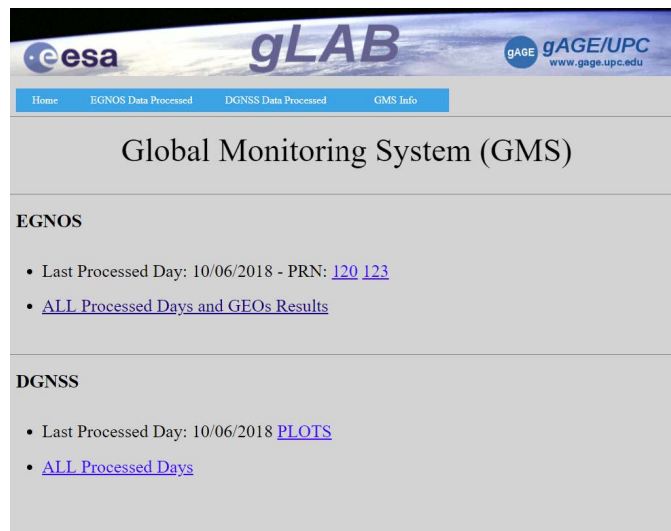 esa
gLAB
gAGE gAGE/UPC
www.gage.upc.edu
Home EGNOS Data Processed DGNSS Data Processed GMS Info
Global Monitoring System (GMS)
EGNOS
• Last Processed Day: 10/06/2018 - PRN: 120 123
• ALL Processed Days and GEOs Results
DGNSS
• Last Processed Day: 10/06/2018 PLOTS
• ALL Processed Days